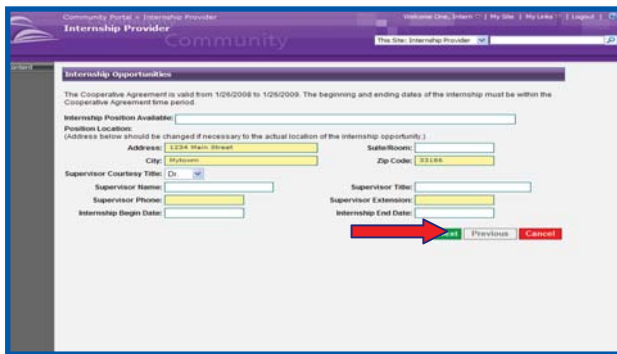 Community Portal > Internship Provider
Welcome One, Intern | My Site | My Links | Logout |
Internship Provider
Community
This Site: Internship Provider
Internship Opportunities
The Cooperative Agreement is valid from 1/26/2008 to 1/26/2009. The beginning and ending dates of the internship must be within the
Cooperative Agreement time period.
Internship Position Available:
Position Location:
(Address below should be changed if necessary to the actual location of the internship opportunity.)
Address: 1234 Main Street Suite/Room:
City: Mytown Zip Code: 33186
Supervisor Courtesy Title: Dr.
Supervisor Name: Supervisor Title:
Supervisor Phone: Supervisor Extension:
Internship Begin Date: Internship End Date:
Previous Cancel